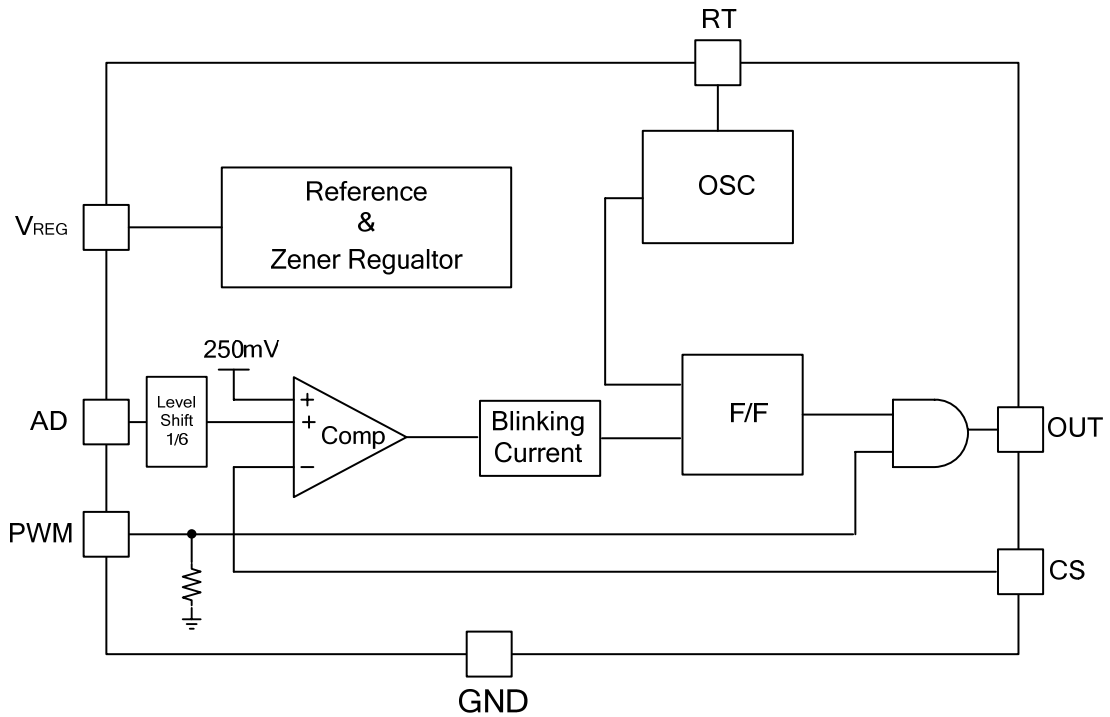 RT
OSC
Reference
&
Zener Regualtor
VREG
250mV
Level
Shift
1/6
AD
+
+
−
Comp
Blinking
Current
F/F
OUT
PWM
CS
GND